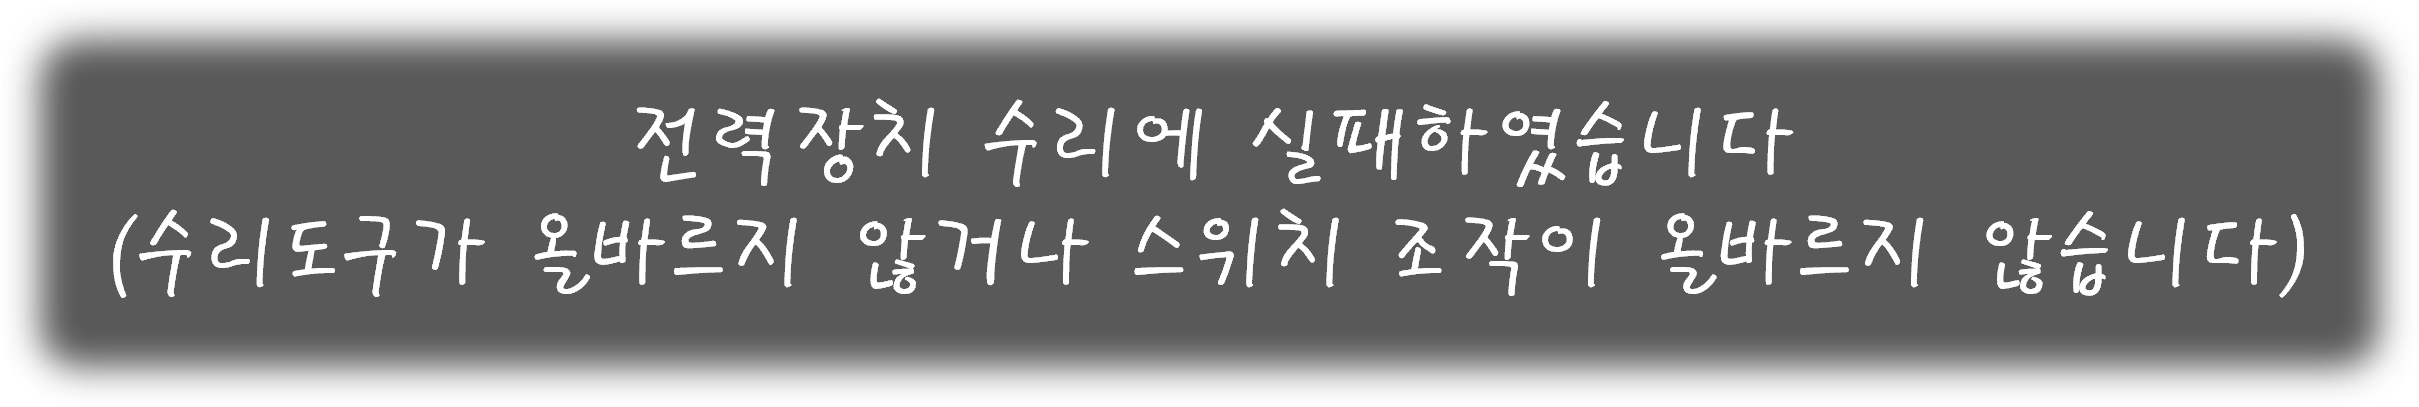 전력장치 수리에 실패하였습니다
(수리도구가 올바르지 않거나 스위치 조작이 올바르지 않습니다)